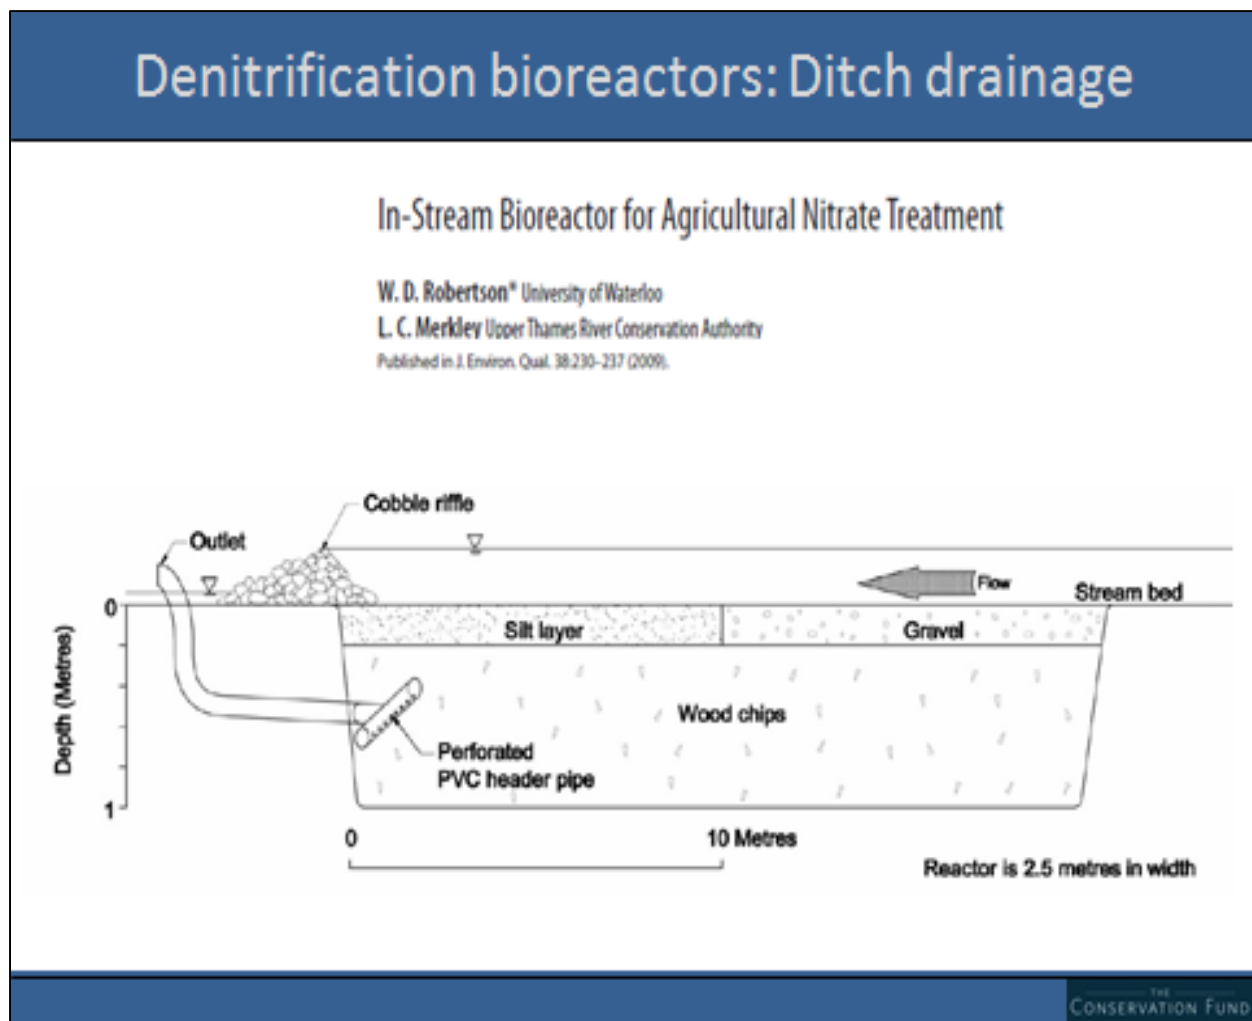 Denitrification bioreactors: Ditch drainage
In-Stream Bioreactor for Agricultural Nitrate Treatment
W. D. Robertson* University of Waterloo
L. C. Merkley Upper Thames River Conservation Authority
Published in J. Environ. Qual. 38:230–237 (2009).
Cobble riffle
Outlet
Flow
Stream bed
0
Silt layer
Gravel
Depth (Metres)
Wood chips
Perforated
PVC header pipe
1
0
10 Metres
Reactor is 2.5 metres in width
THE
CONSERVATION FUND